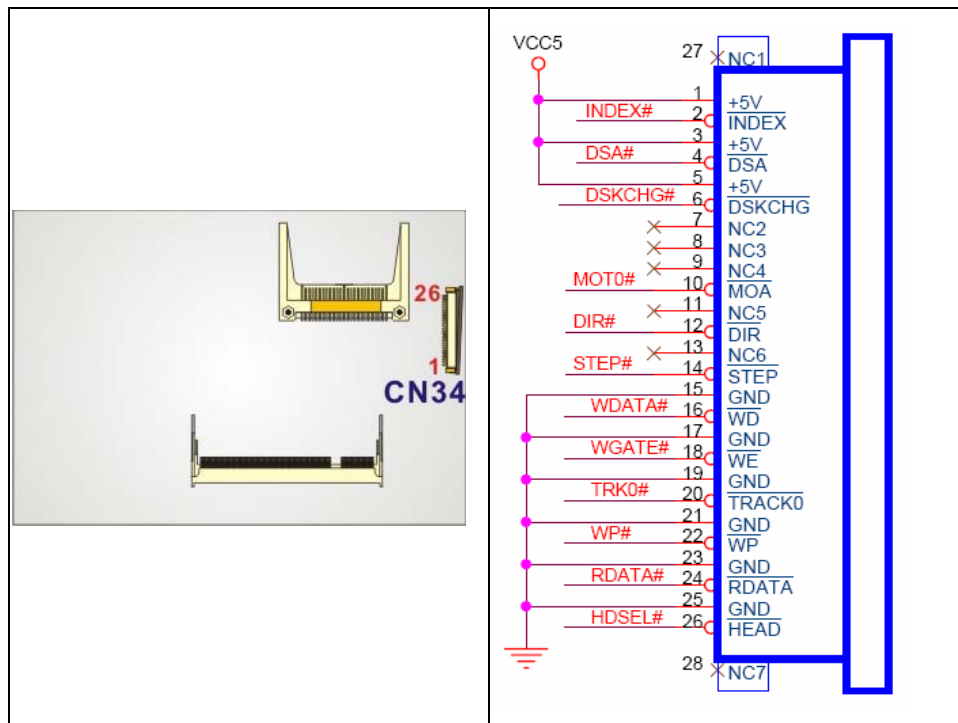 26
1
CN34
VCC5
27 NC1
1 +5V
INDEX# 2 INDEX
3 +5V
DSA# 4 DSA
5 +5V
DSKCHG# 6 DSKCHG
7 NC2
8 NC3
9 NC4
MOT0# 10 MOA
11 NC5
DIR# 12 DIR
13 NC6
STEP# 14 STEP
15 GND
WDATA# 16 WD
17 GND
WGATE# 18 WE
19 GND
TRK0# 20 TRACK0
21 GND
WP# 22 WP
23 GND
RDATA# 24 RDATA
25 GND
HDSEL# 26 HEAD
28 NC7